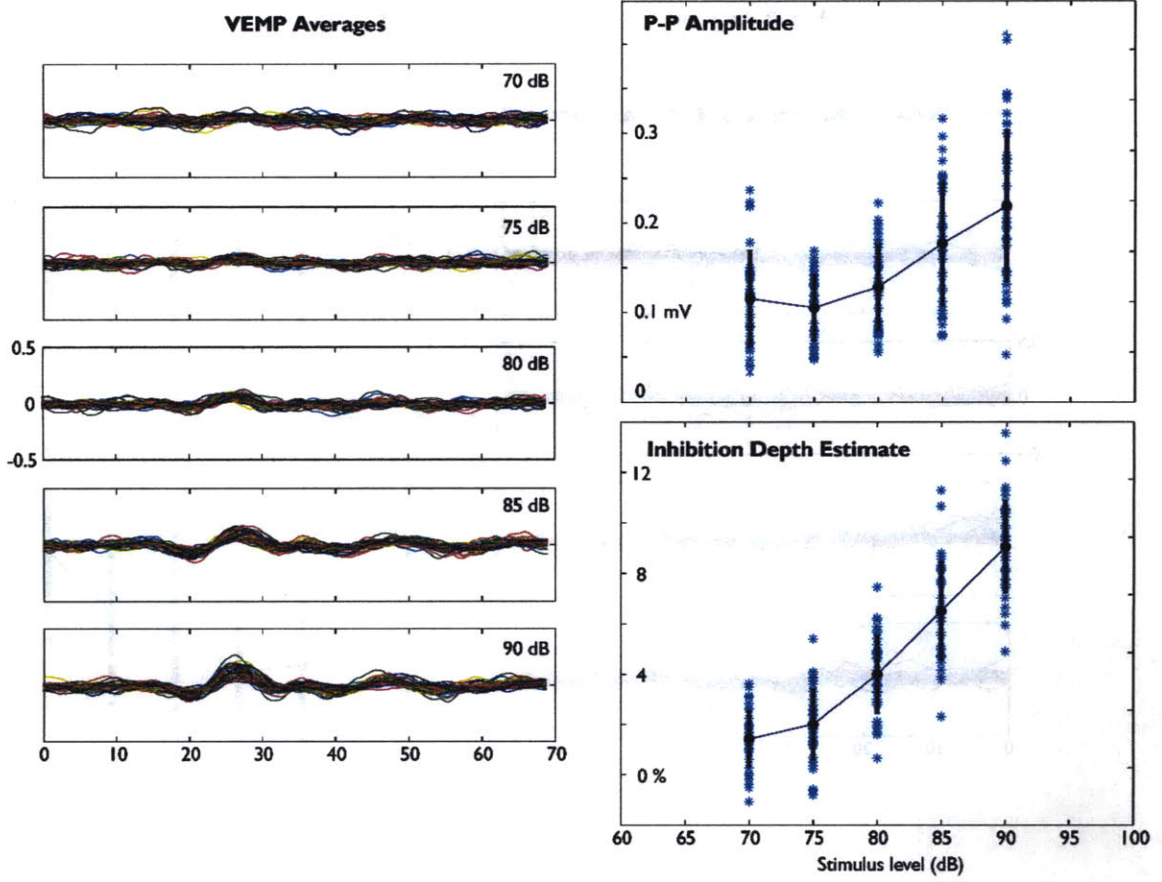 VEMP Averages
70 dB
75 dB
0.5
80 dB
0
-0.5
85 dB
90 dB
0 10 20 30 40 50 60 70
P-P Amplitude
0.3
0.2
0.1 mV
0
Inhibition Depth Estimate
12
8
4
0 %
60 65 70 75 80 85 90 95 100
Stimulus level (dB)